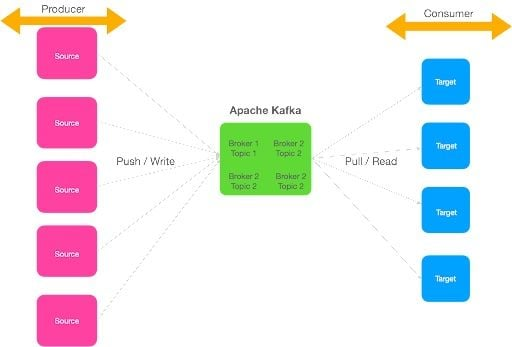 Producer
Consumer
Source
Source
Source
Source
Source
Push / Write
Apache Kafka
Broker 1 Broker 2
Topic 1 Topic 2
Broker 2 Broker 2
Topic 2 Topic 2
Pull / Read
Target
Target
Target
Target